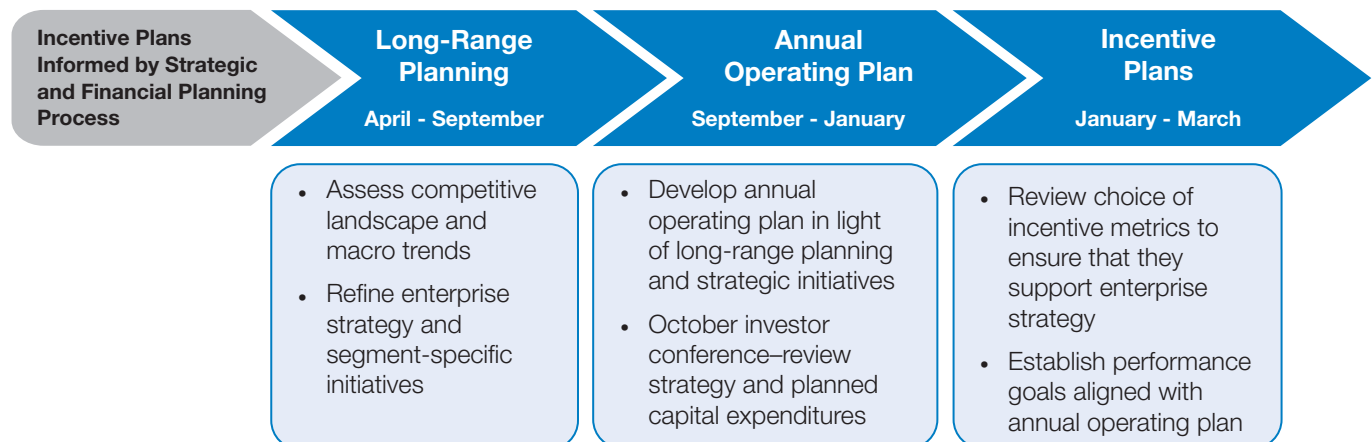 Incentive Plans
Informed by Strategic
and Financial Planning
Process
Long-Range
Planning
April - September
Annual
Operating Plan
September - January
Incentive
Plans
January - March
• Assess competitive
landscape and
macro trends
• Refine enterprise
strategy and
segment-specific
initiatives
• Develop annual
operating plan in light
of long-range planning
and strategic initiatives
• October investor
conference–review
strategy and planned
capital expenditures
• Review choice of
incentive metrics to
ensure that they
support enterprise
strategy
• Establish performance
goals aligned with
annual operating plan